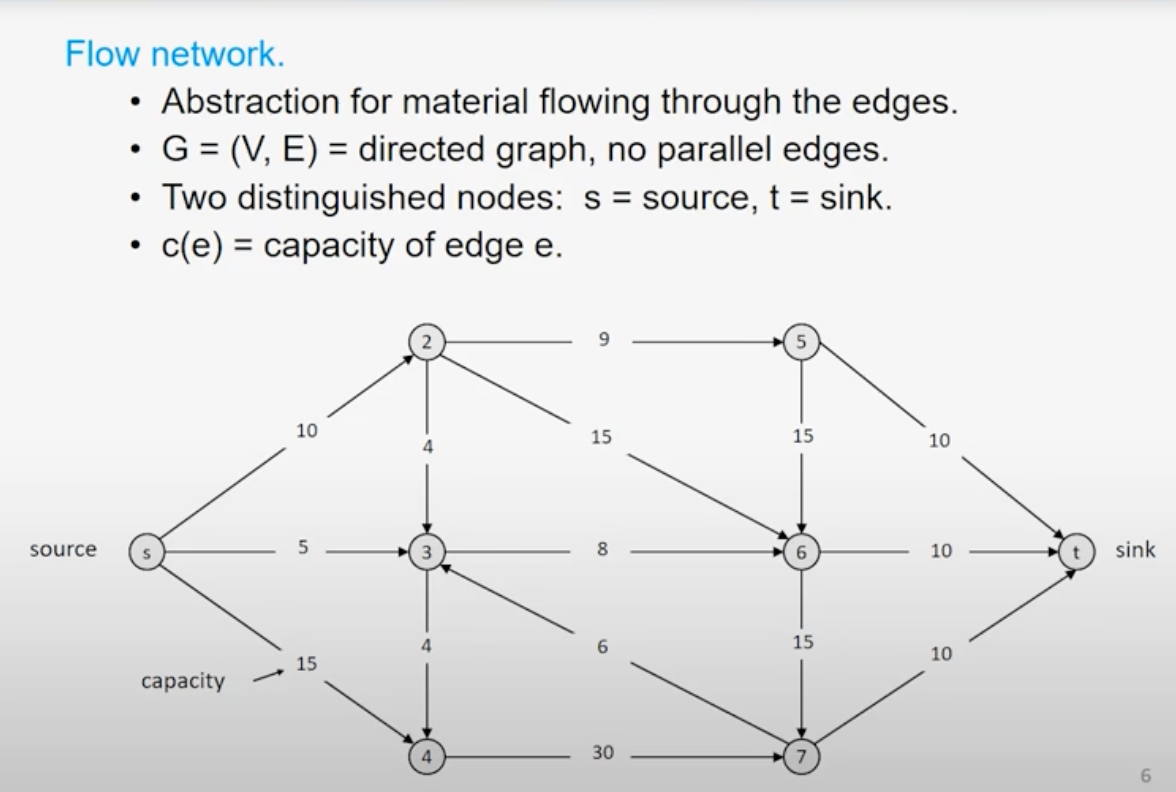 Flow network.
• Abstraction for material flowing through the edges.
• G = (V, E) = directed graph, no parallel edges.
• Two distinguished nodes: s = source, t = sink.
• c(e) = capacity of edge e.
2
9
5
10
4
15
15
10
source
s
5
3
8
6
10
t
sink
4
6
15
10
15
capacity
4
30
7
6